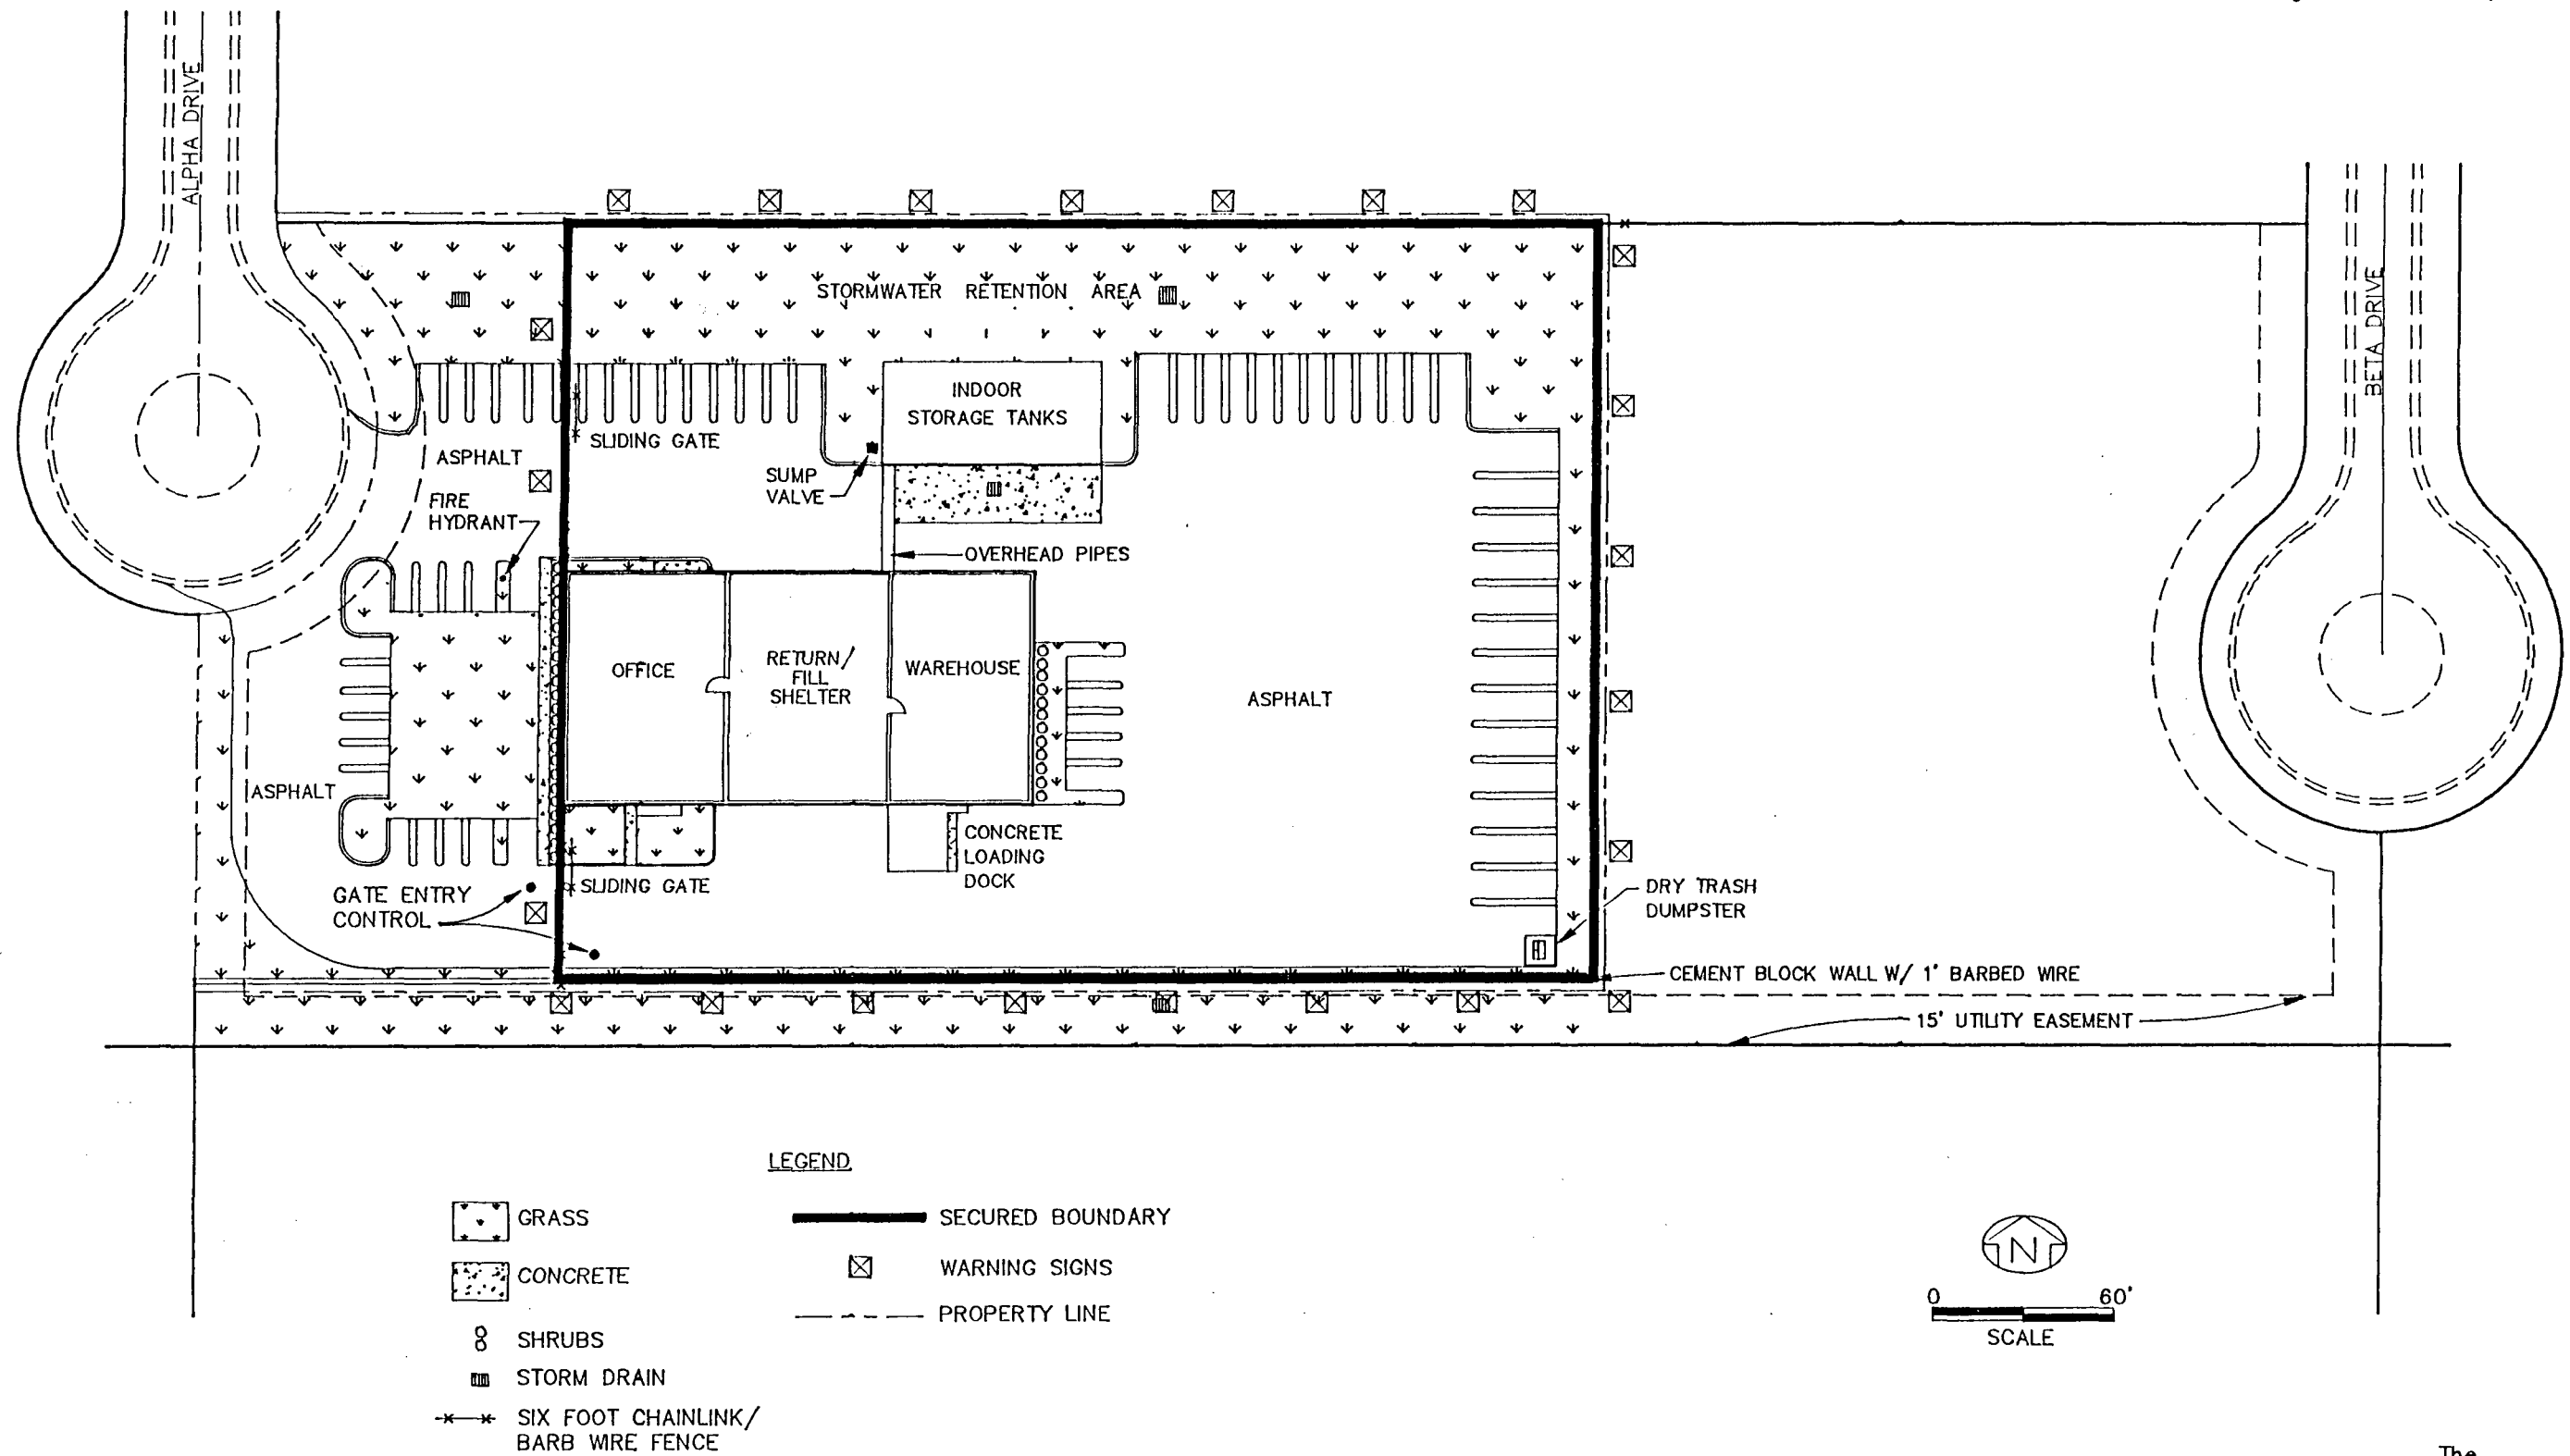 ALPHA DRIVE
BETA DRIVE
STORMWATER RETENTION AREA
INDOOR
STORAGE TANKS
SLIDING GATE
ASPHALT
SUMP
VALVE
FIRE
HYDRANT
OVERHEAD PIPES
OFFICE
RETURN/
FILL
SHELTER
WAREHOUSE
ASPHALT
ASPHALT
CONCRETE
LOADING
DOCK
SLIDING GATE
GATE ENTRY
CONTROL
DRY TRASH
DUMPSTER
CEMENT BLOCK WALL W/ 1' BARBED WIRE
15' UTILITY EASEMENT
LEGEND
GRASS
CONCRETE
SHRUBS
STORM DRAIN
SIX FOOT CHAINLINK/
BARB WIRE FENCE
SECURED BOUNDARY
WARNING SIGNS
PROPERTY LINE
N
0 60'
SCALE
The